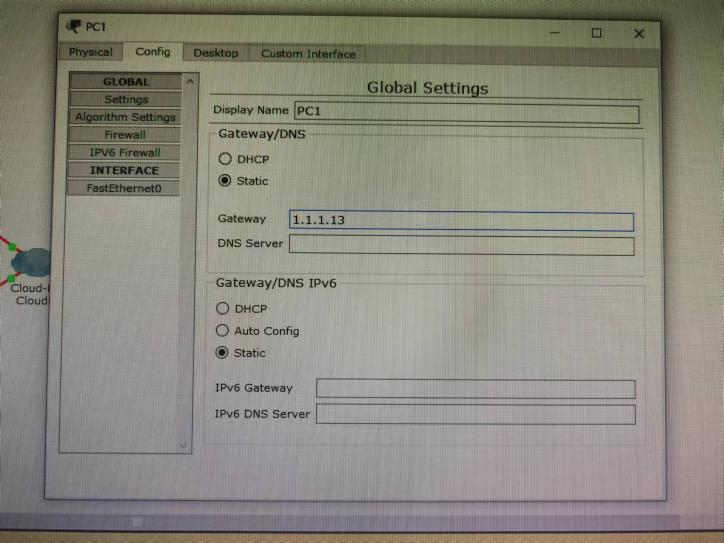 PC1
Physical Config Desktop Custom Interface
GLOBAL
Settings
Algorithm Settings
Firewall
IPV6 Firewall
INTERFACE
FastEthernet0
Global Settings
Display Name PC1
Gateway/DNS
DHCP
Static
Gateway 1.1.1.13
DNS Server
Gateway/DNS IPv6
DHCP
Auto Config
Static
IPv6 Gateway
IPv6 DNS Server